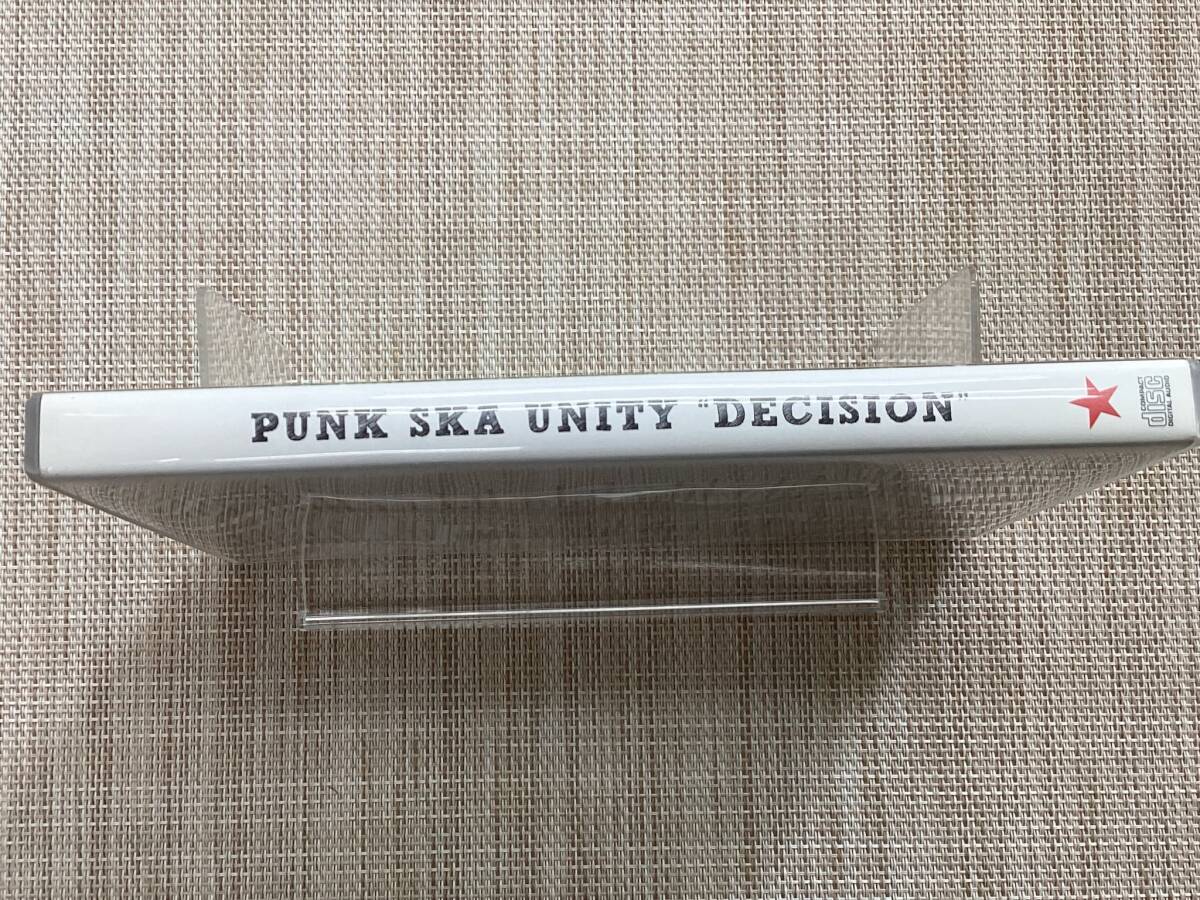 PUNK SKA UNITY "DECISION"
COMPACT
disc
DIGITAL AUDIO